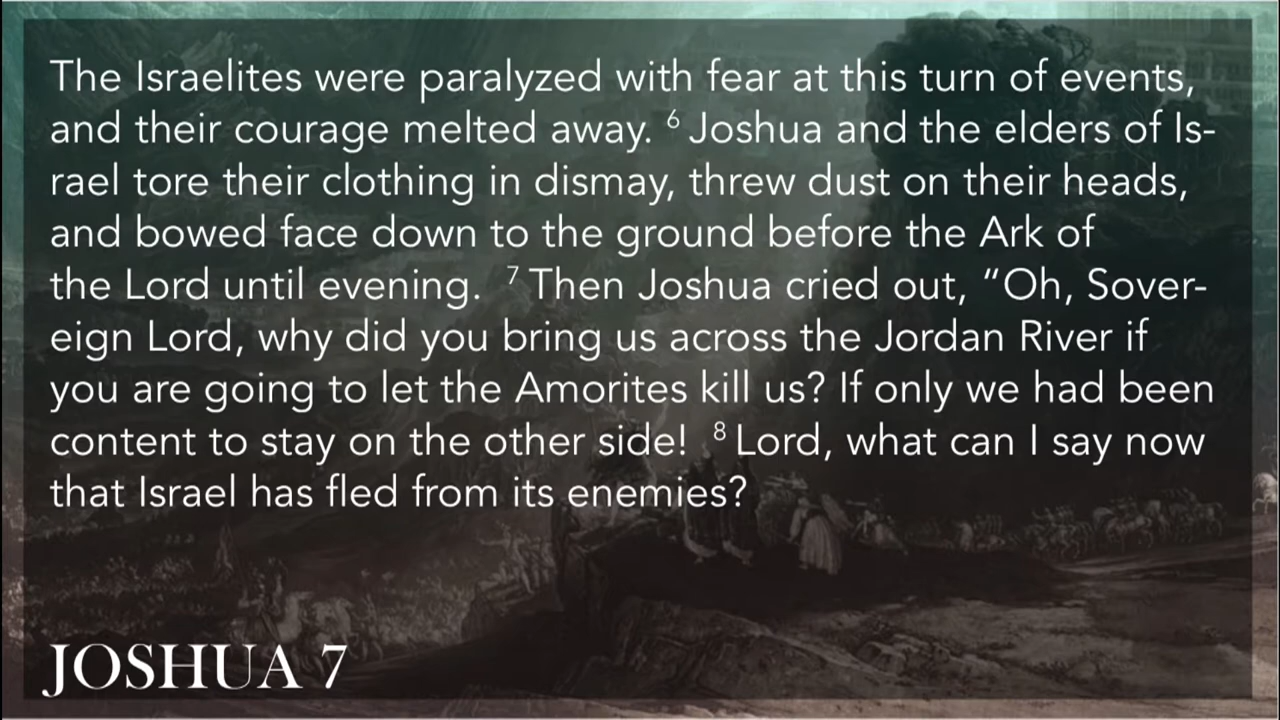 The Israelites were paralyzed with fear at this turn of events,
and their courage melted away. ⁶ Joshua and the elders of Is-
rael tore their clothing in dismay, threw dust on their heads,
and bowed face down to the ground before the Ark of
the Lord until evening. ⁷ Then Joshua cried out, “Oh, Sover-
eign Lord, why did you bring us across the Jordan River if
you are going to let the Amorites kill us? If only we had been
content to stay on the other side! ⁸ Lord, what can I say now
that Israel has fled from its enemies?
JOSHUA 7